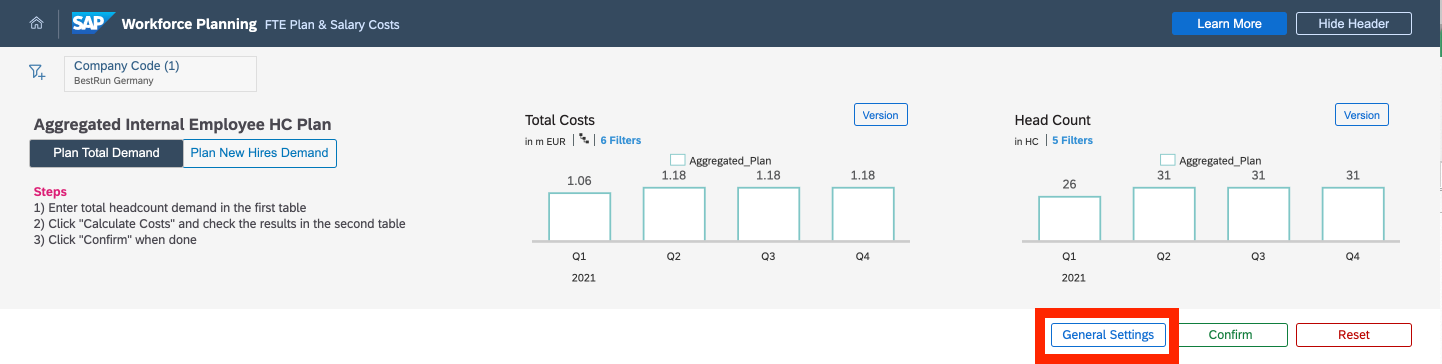 SAP Workforce Planning FTE Plan & Salary Costs Learn More Hide Header
Company Code (1)
BestRun Germany
Aggregated Internal Employee HC Plan
Plan Total Demand Plan New Hires Demand
Steps
1) Enter total headcount demand in the first table
2) Click "Calculate Costs" and check the results in the second table
3) Click "Confirm" when done
Total Costs Version
in m EUR 6 Filters
Aggregated_Plan
1.06 1.18 1.18 1.18
Q1 Q2 Q3 Q4
2021
Head Count Version
in HC 5 Filters
Aggregated_Plan
26 31 31 31
Q1 Q2 Q3 Q4
2021
General Settings Confirm Reset